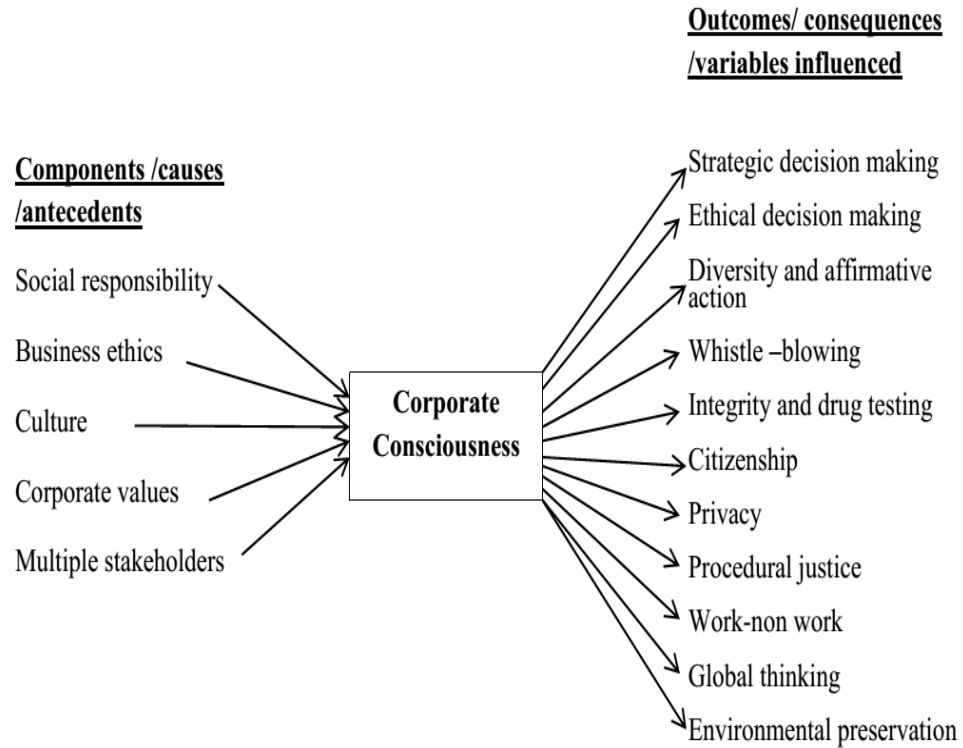 Components /causes
/antecedents
Social responsibility
Business ethics
Culture
Corporate values
Multiple stakeholders
Corporate
Consciousness
Outcomes/ consequences
/variables influenced
Strategic decision making
Ethical decision making
Diversity and affirmative
action
Whistle –blowing
Integrity and drug testing
Citizenship
Privacy
Procedural justice
Work-non work
Global thinking
Environmental preservation